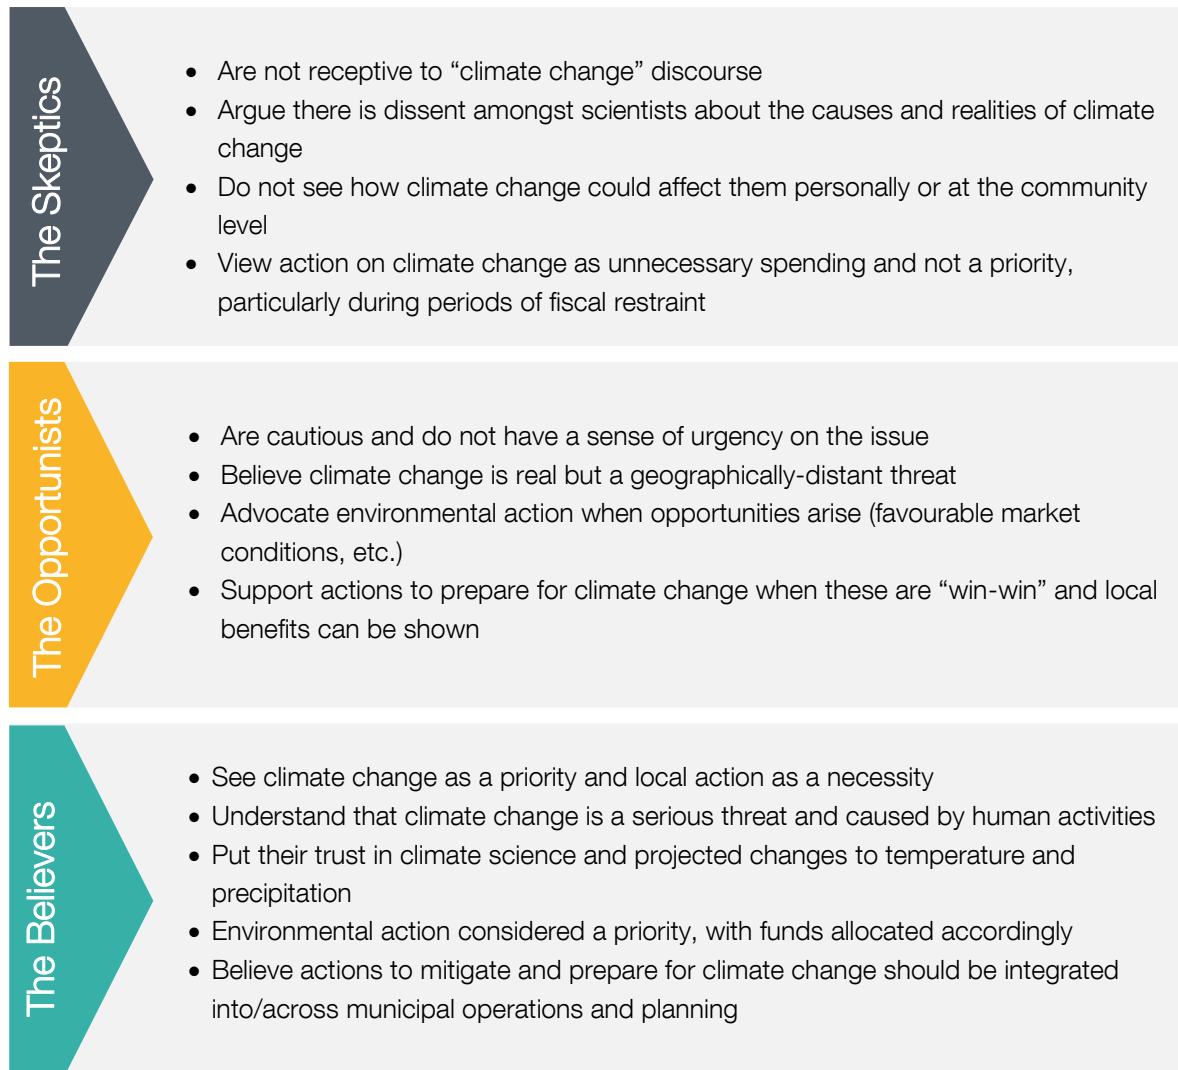 The Skeptics
• Are not receptive to “climate change” discourse
• Argue there is dissent amongst scientists about the causes and realities of climate
change
• Do not see how climate change could affect them personally or at the community
level
• View action on climate change as unnecessary spending and not a priority,
particularly during periods of fiscal restraint
The Opportunists
• Are cautious and do not have a sense of urgency on the issue
• Believe climate change is real but a geographically-distant threat
• Advocate environmental action when opportunities arise (favourable market
conditions, etc.)
• Support actions to prepare for climate change when these are “win-win” and local
benefits can be shown
The Believers
• See climate change as a priority and local action as a necessity
• Understand that climate change is a serious threat and caused by human activities
• Put their trust in climate science and projected changes to temperature and
precipitation
• Environmental action considered a priority, with funds allocated accordingly
• Believe actions to mitigate and prepare for climate change should be integrated
into/across municipal operations and planning